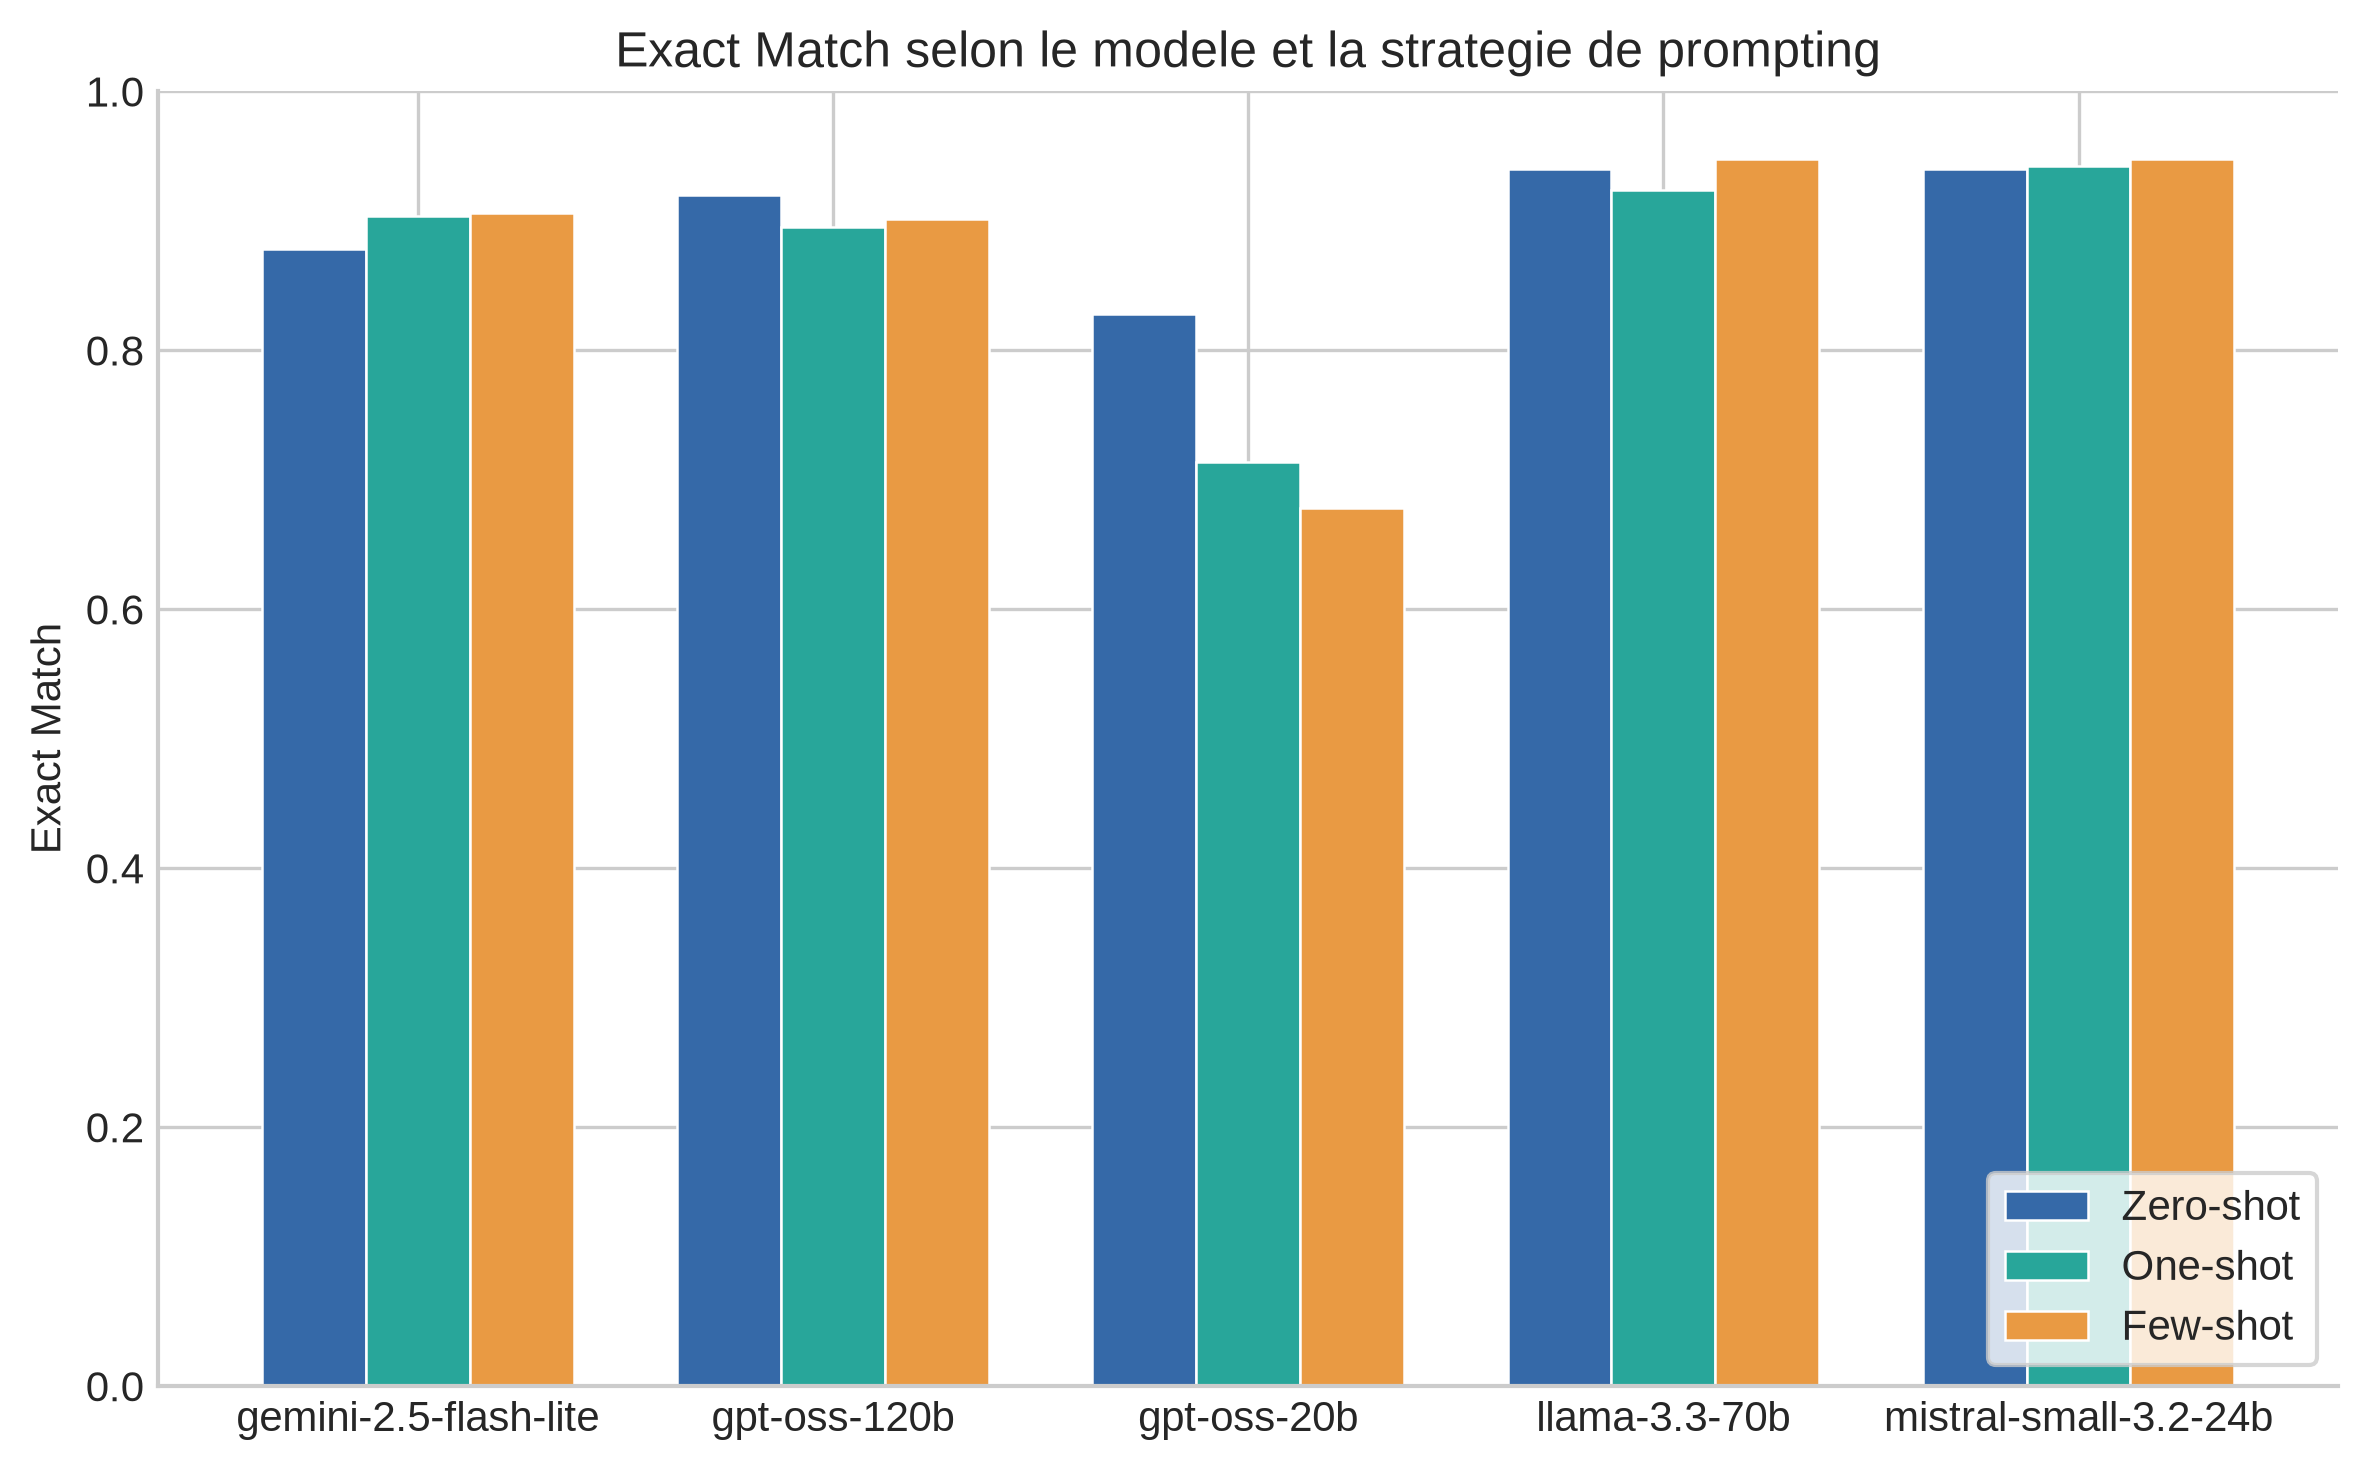 Exact Match selon le modele et la strategie de prompting
Exact Match
1.0
0.8
0.6
0.4
0.2
0.0
gemini-2.5-flash-lite
gpt-oss-120b
gpt-oss-20b
llama-3.3-70b
mistral-small-3.2-24b
Zero-shot
One-shot
Few-shot